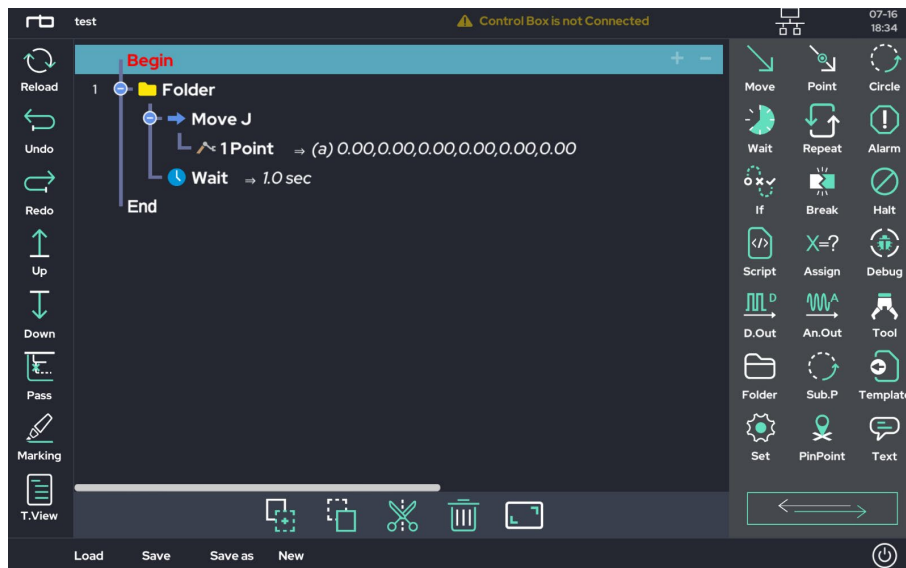 rb
test
Control Box is not Connected
07-16
18:34
Reload
Undo
Redo
Up
Down
Pass
Marking
T.View
Begin
+ −
1 Folder
Move J
1 Point ⇒ (a) 0.00,0.00,0.00,0.00,0.00,0.00
Wait ⇒ 1.0 sec
End
Move Point Circle
Wait Repeat Alarm
If Break Halt
X=?
Script Assign Debug
D A
D.Out An.Out Tool
Folder Sub.P Templat
Set PinPoint Text
Load Save Save as New